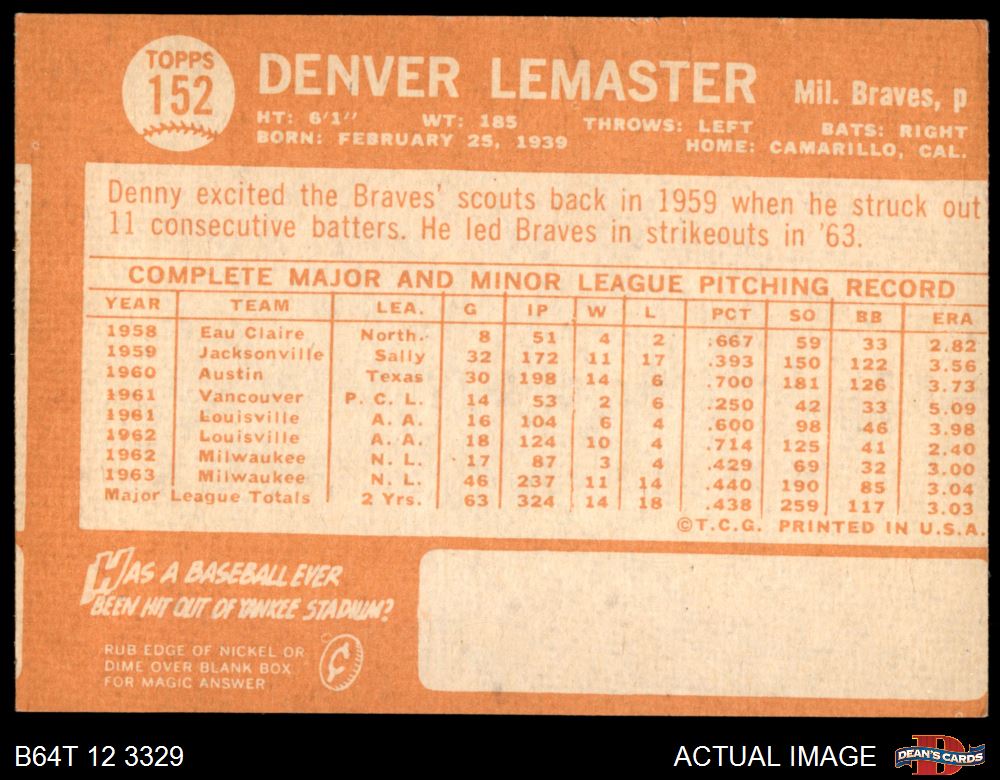 TOPPS
152
DENVER LEMASTER Mil. Braves, p
HT: 6'1" WT: 185 THROWS: LEFT BATS: RIGHT
BORN: FEBRUARY 25, 1939 HOME: CAMARILLO, CAL.
Denny excited the Braves' scouts back in 1959 when he struck out
11 consecutive batters. He led Braves in strikeouts in '63.
COMPLETE MAJOR AND MINOR LEAGUE PITCHING RECORD
YEAR TEAM LEA. G IP W L PCT SO BB ERA
1958 Eau Claire North. 8 51 4 2 .667 59 33 2.82
1959 Jacksonville Sally 32 172 11 17 .393 150 122 3.56
1960 Austin Texas 30 198 14 6 .700 181 126 3.73
1961 Vancouver P. C. L. 14 53 2 6 .250 42 33 5.09
1961 Louisville A. A. 16 104 6 4 .600 98 46 3.98
1962 Louisville A. A. 18 124 10 4 .714 125 41 2.40
1962 Milwaukee N. L. 17 87 3 4 .429 69 32 3.00
1963 Milwaukee N. L. 46 237 11 14 .440 190 85 3.04
Major League Totals 2 Yrs. 63 324 14 18 .438 259 117 3.03
©T.C.G. PRINTED IN U.S.A.
HAS A BASEBALL EVER
BEEN HIT OUT OF YANKEE STADIUM?
RUB EDGE OF NICKEL OR
DIME OVER BLANK BOX
FOR MAGIC ANSWER
B64T 12 3329 ACTUAL IMAGE DEAN'S CARDS